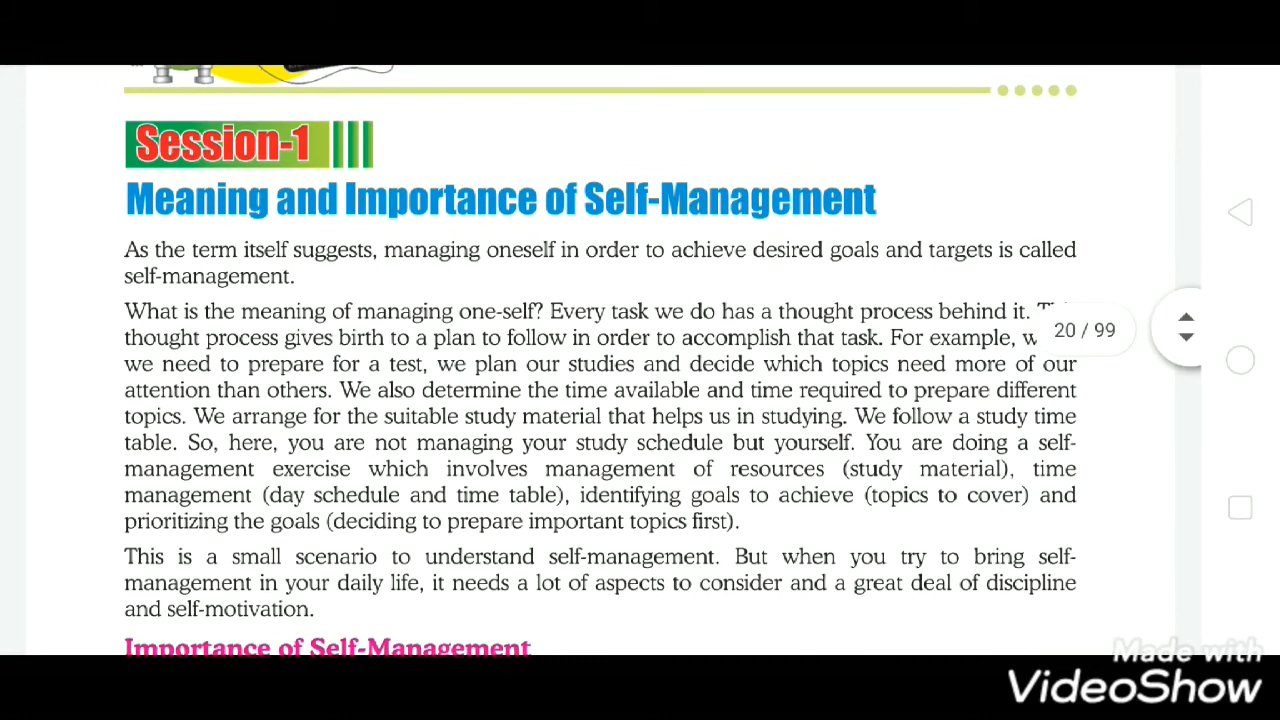 Session-1
Meaning and Importance of Self-Management
As the term itself suggests, managing oneself in order to achieve desired goals and targets is called
self-management.
What is the meaning of managing one-self? Every task we do has a thought process behind it.
thought process gives birth to a plan to follow in order to accomplish that task. For example,
20 / 99
we need to prepare for a test, we plan our studies and decide which topics need more of our
attention than others. We also determine the time available and time required to prepare different
topics. We arrange for the suitable study material that helps us in studying. We follow a study time
table. So, here, you are not managing your study schedule but yourself. You are doing a self-
management exercise which involves management of resources (study material), time
management (day schedule and time table), identifying goals to achieve (topics to cover) and
prioritizing the goals (deciding to prepare important topics first).
This is a small scenario to understand self-management. But when you try to bring self-
management in your daily life, it needs a lot of aspects to consider and a great deal of discipline
and self-motivation.
Importance of Self-Management
Made with
VideoShow